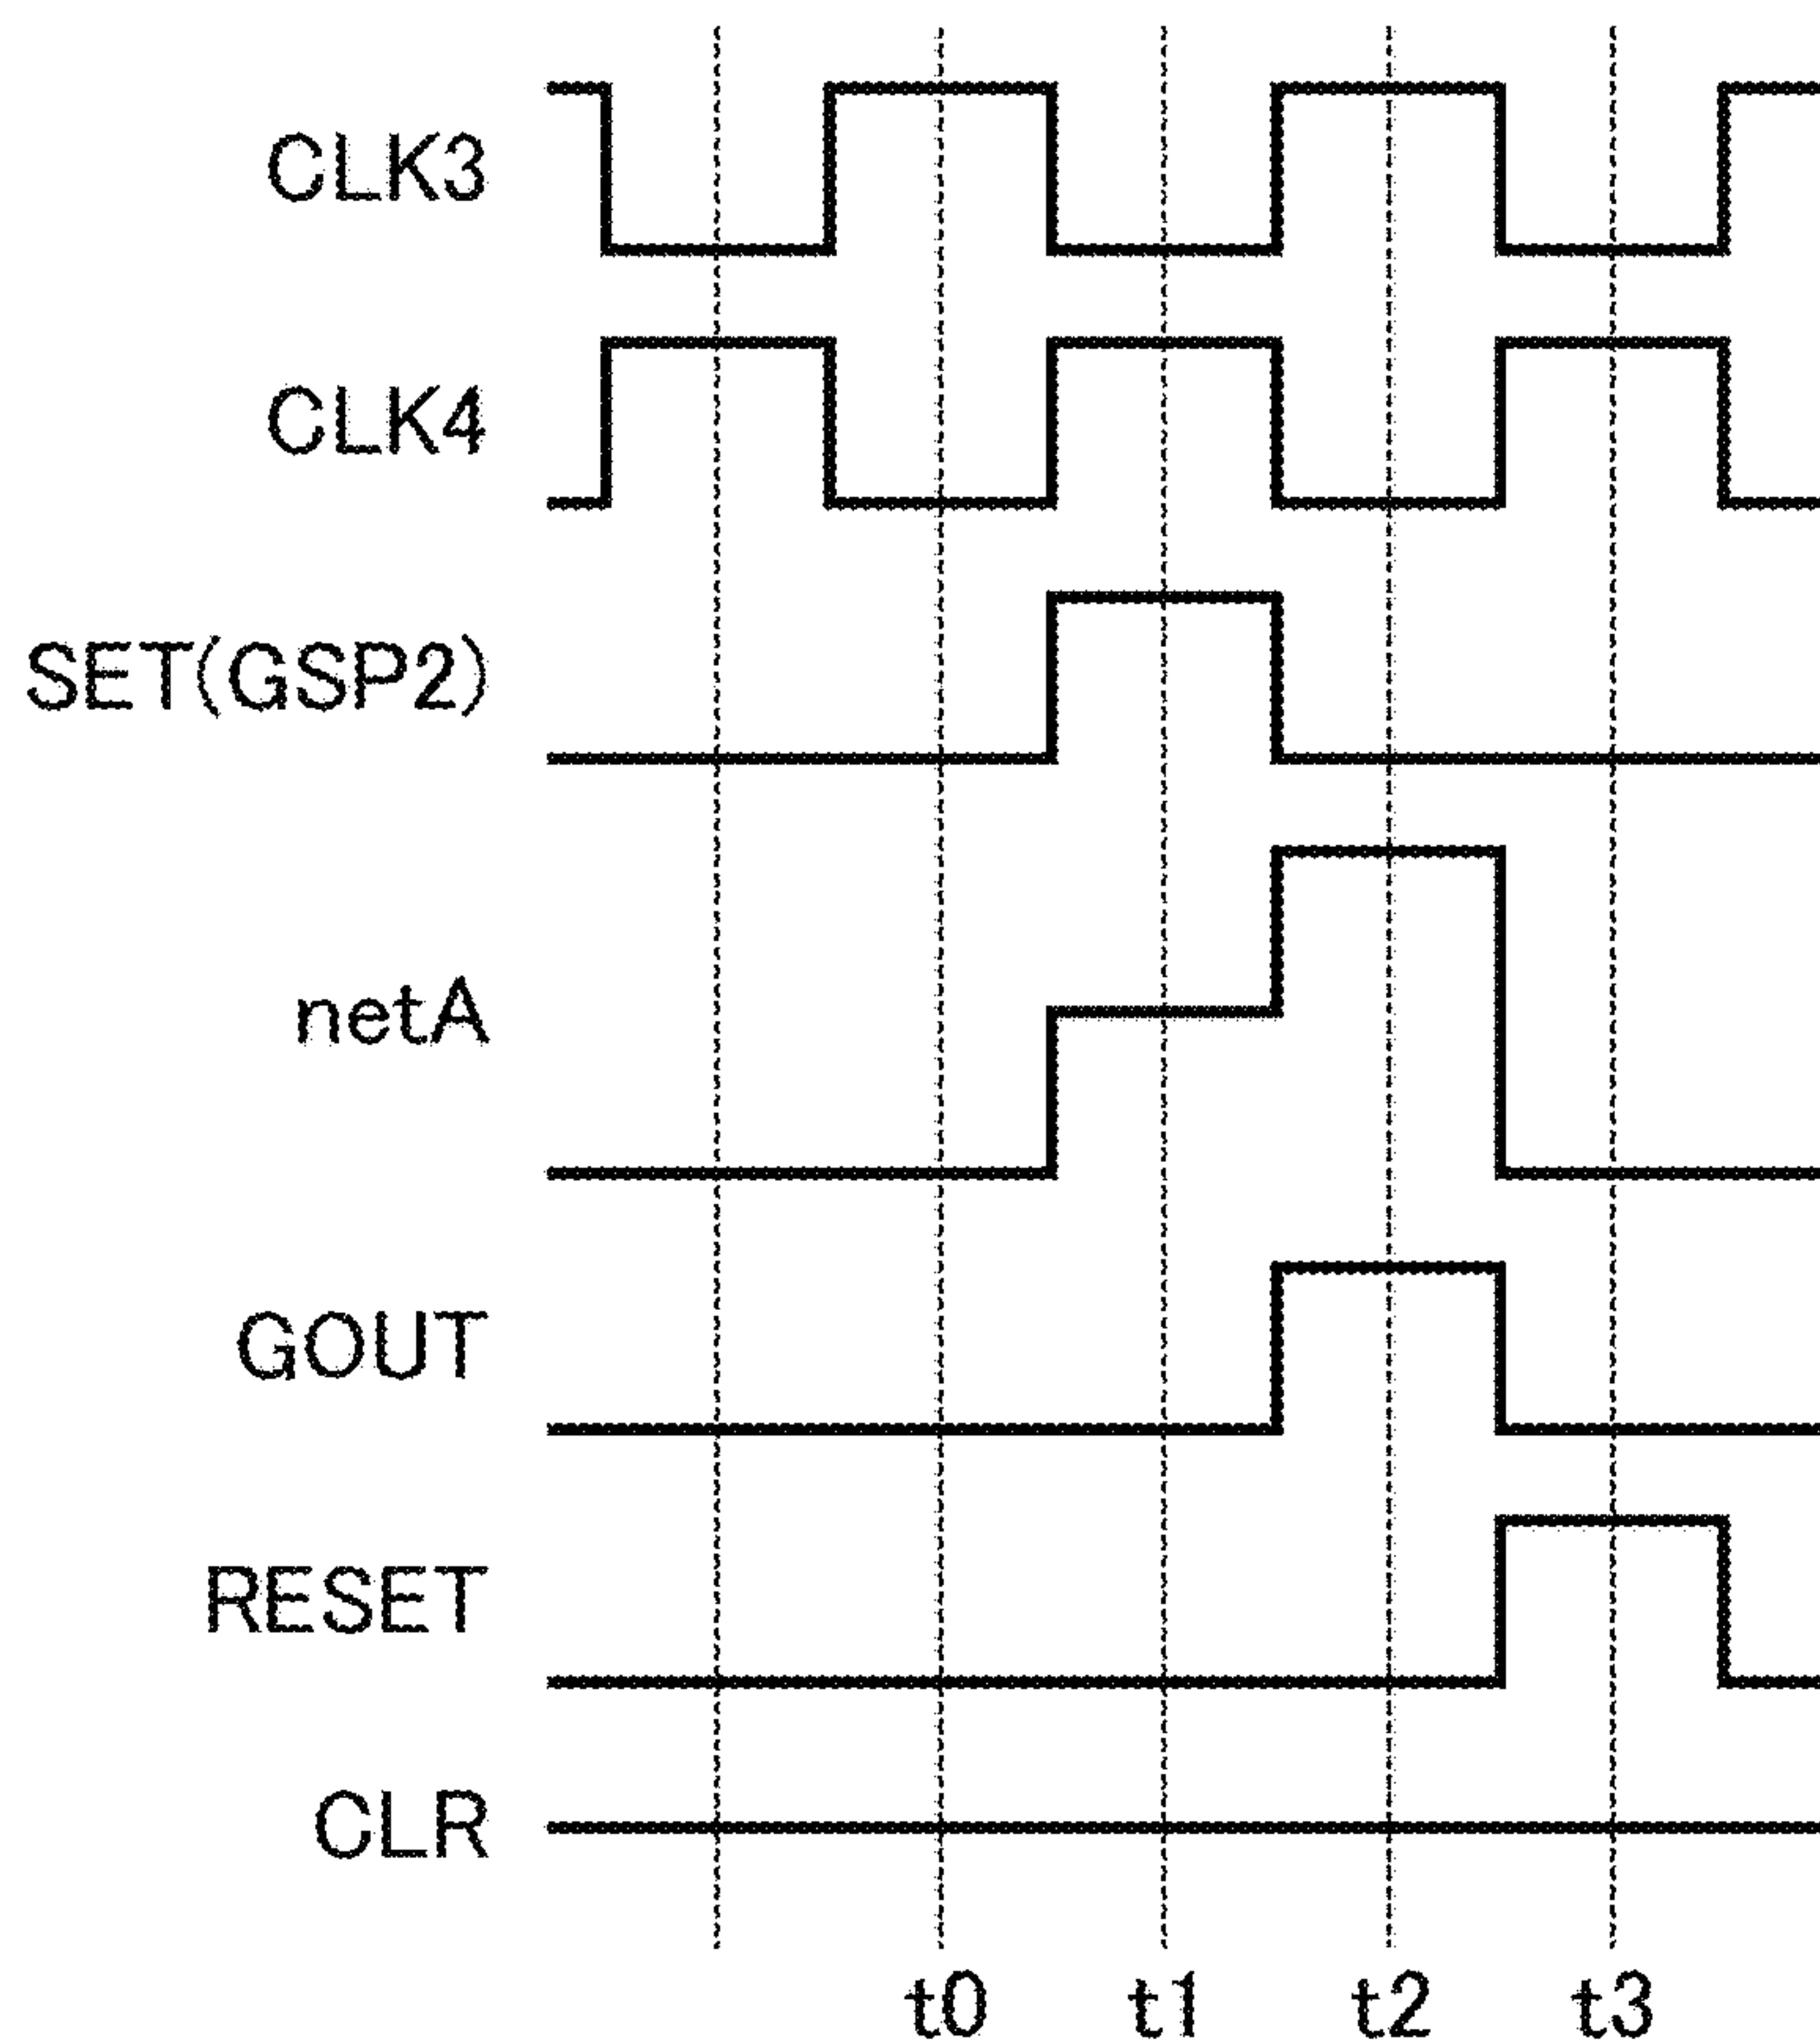 CLK3
CLK4
SET(GSP2)
netA
GOUT
RESET
CLR
t0 t1 t2 t3